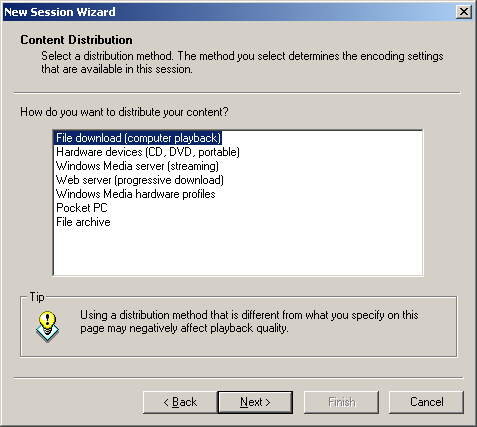 New Session Wizard
Content Distribution
Select a distribution method. The method you select determines the encoding settings
that are available in this session.
How do you want to distribute your content?
File download (computer playback)
Hardware devices (CD, DVD, portable)
Windows Media server (streaming)
Web server (progressive download)
Windows Media hardware profiles
Pocket PC
File archive
Tip
Using a distribution method that is different from what you specify on this
page may negatively affect playback quality.
< Back Next > Finish Cancel